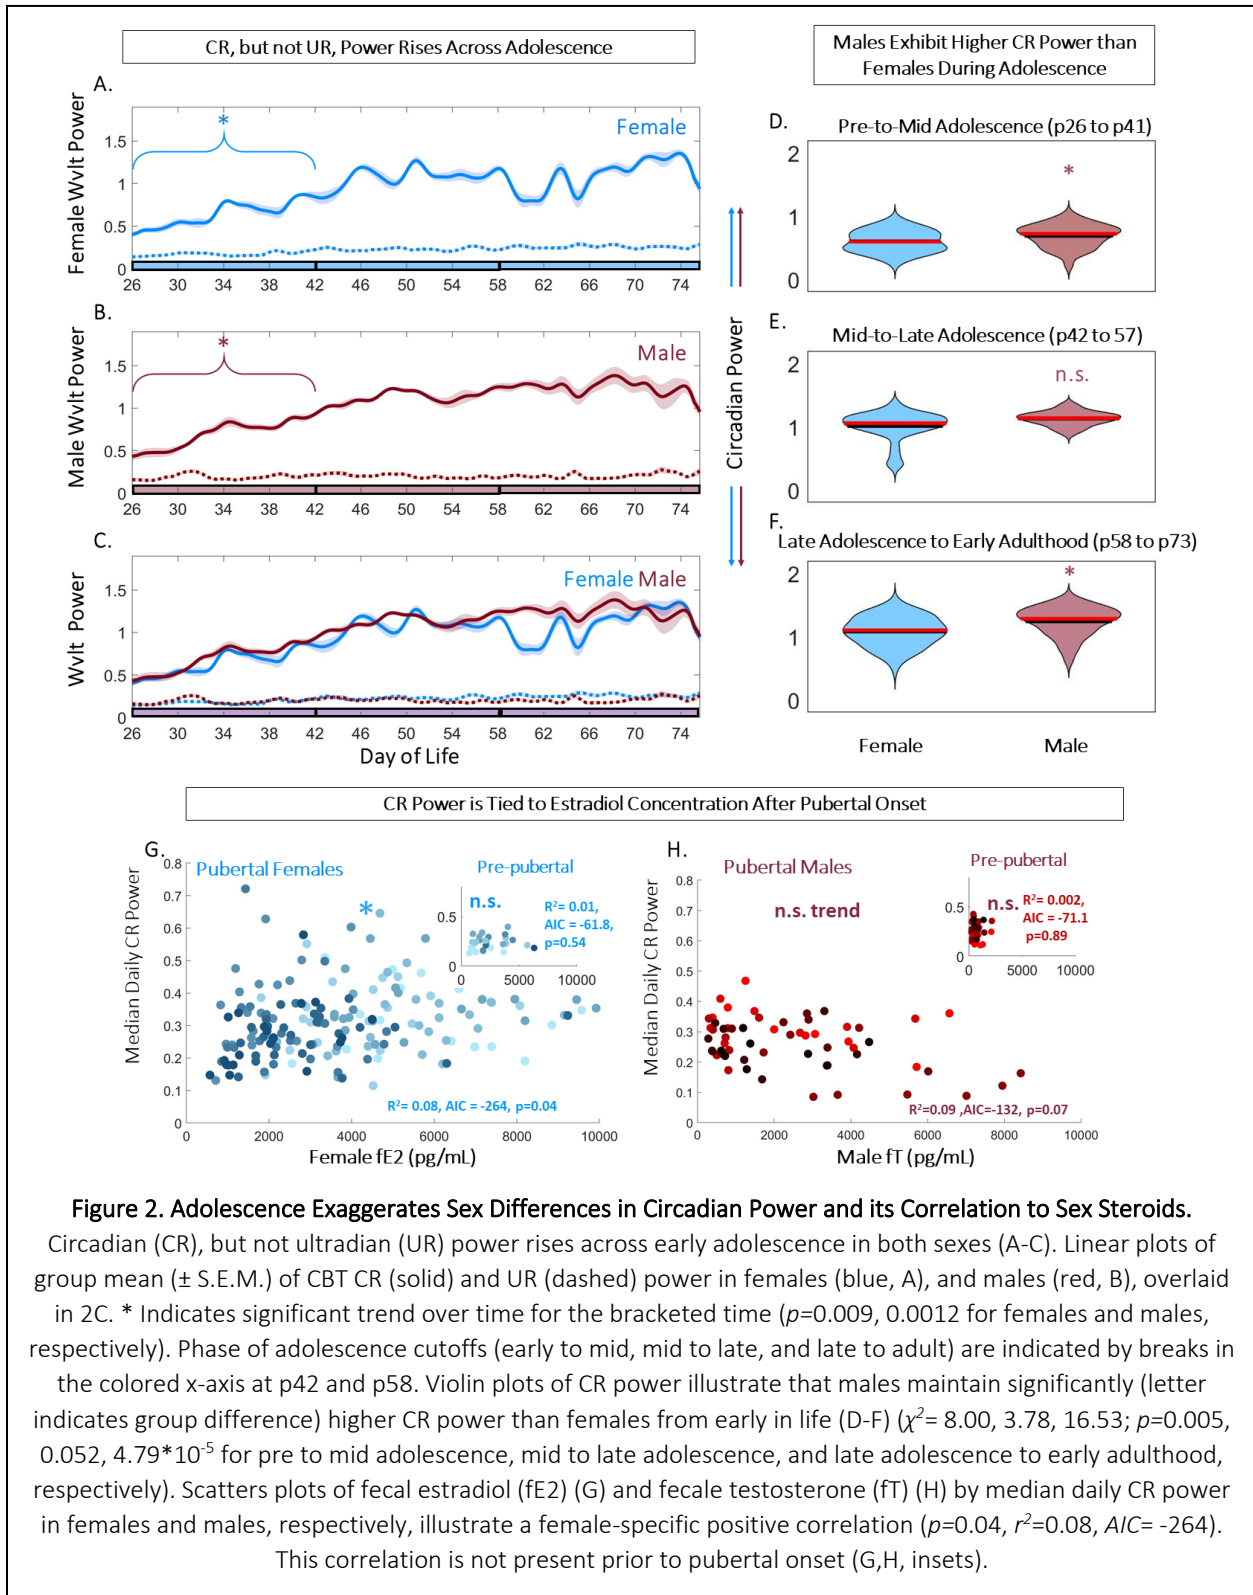 CR, but not UR, Power Rises Across Adolescence
Males Exhibit Higher CR Power than
Females During Adolescence
A.
Female Wvlt Power
1.5
1
0.5
0
*
Female
26 30 34 38 42 46 50 54 58 62 66 70 74
B.
Male Wvlt Power
1.5
1
0.5
0
*
Male
26 30 34 38 42 46 50 54 58 62 66 70 74
C.
Wvlt Power
1.5
1
0.5
0
Female Male
26 30 34 38 42 46 50 54 58 62 66 70 74
Day of Life
Circadian Power
D.
Pre-to-Mid Adolescence (p26 to p41)
2
1
0
*
E.
Mid-to-Late Adolescence (p42 to 57)
2
1
0
n.s.
F.
Late Adolescence to Early Adulthood (p58 to p73)
2
1
0
*
Female Male
CR Power is Tied to Estradiol Concentration After Pubertal Onset
G.
Median Daily CR Power
0.8
0.7
0.6
0.5
0.4
0.3
0.2
0.1
0
Pubertal Females
*
Pre-pubertal
n.s.
R²= 0.01,
AIC = -61.8,
p=0.54
0.5
0
0 5000 10000
R²= 0.08, AIC = -264, p=0.04
0 2000 4000 6000 8000 10000
Female fE2 (pg/mL)
H.
Median Daily CR Power
0.8
0.7
0.6
0.5
0.4
0.3
0.2
0.1
0
Pubertal Males
n.s. trend
Pre-pubertal
n.s.
R²= 0.002,
AIC = -71.1
p=0.89
0.5
0
0 5000 10000
R²=0.09 ,AIC=-132, p=0.07
0 2000 4000 6000 8000 10000
Male fT (pg/mL)
Figure 2. Adolescence Exaggerates Sex Differences in Circadian Power and its Correlation to Sex Steroids.
Circadian (CR), but not ultradian (UR) power rises across early adolescence in both sexes (A-C). Linear plots of
group mean (± S.E.M.) of CBT CR (solid) and UR (dashed) power in females (blue, A), and males (red, B), overlaid
in 2C. * Indicates significant trend over time for the bracketed time (p=0.009, 0.0012 for females and males,
respectively). Phase of adolescence cutoffs (early to mid, mid to late, and late to adult) are indicated by breaks in
the colored x-axis at p42 and p58. Violin plots of CR power illustrate that males maintain significantly (letter
indicates group difference) higher CR power than females from early in life (D-F) (χ²= 8.00, 3.78, 16.53; p=0.005,
0.052, 4.79*10⁻⁵ for pre to mid adolescence, mid to late adolescence, and late adolescence to early adulthood,
respectively). Scatters plots of fecal estradiol (fE2) (G) and fecale testosterone (fT) (H) by median daily CR power
in females and males, respectively, illustrate a female-specific positive correlation (p=0.04, r²=0.08, AIC= -264).
This correlation is not present prior to pubertal onset (G,H, insets).